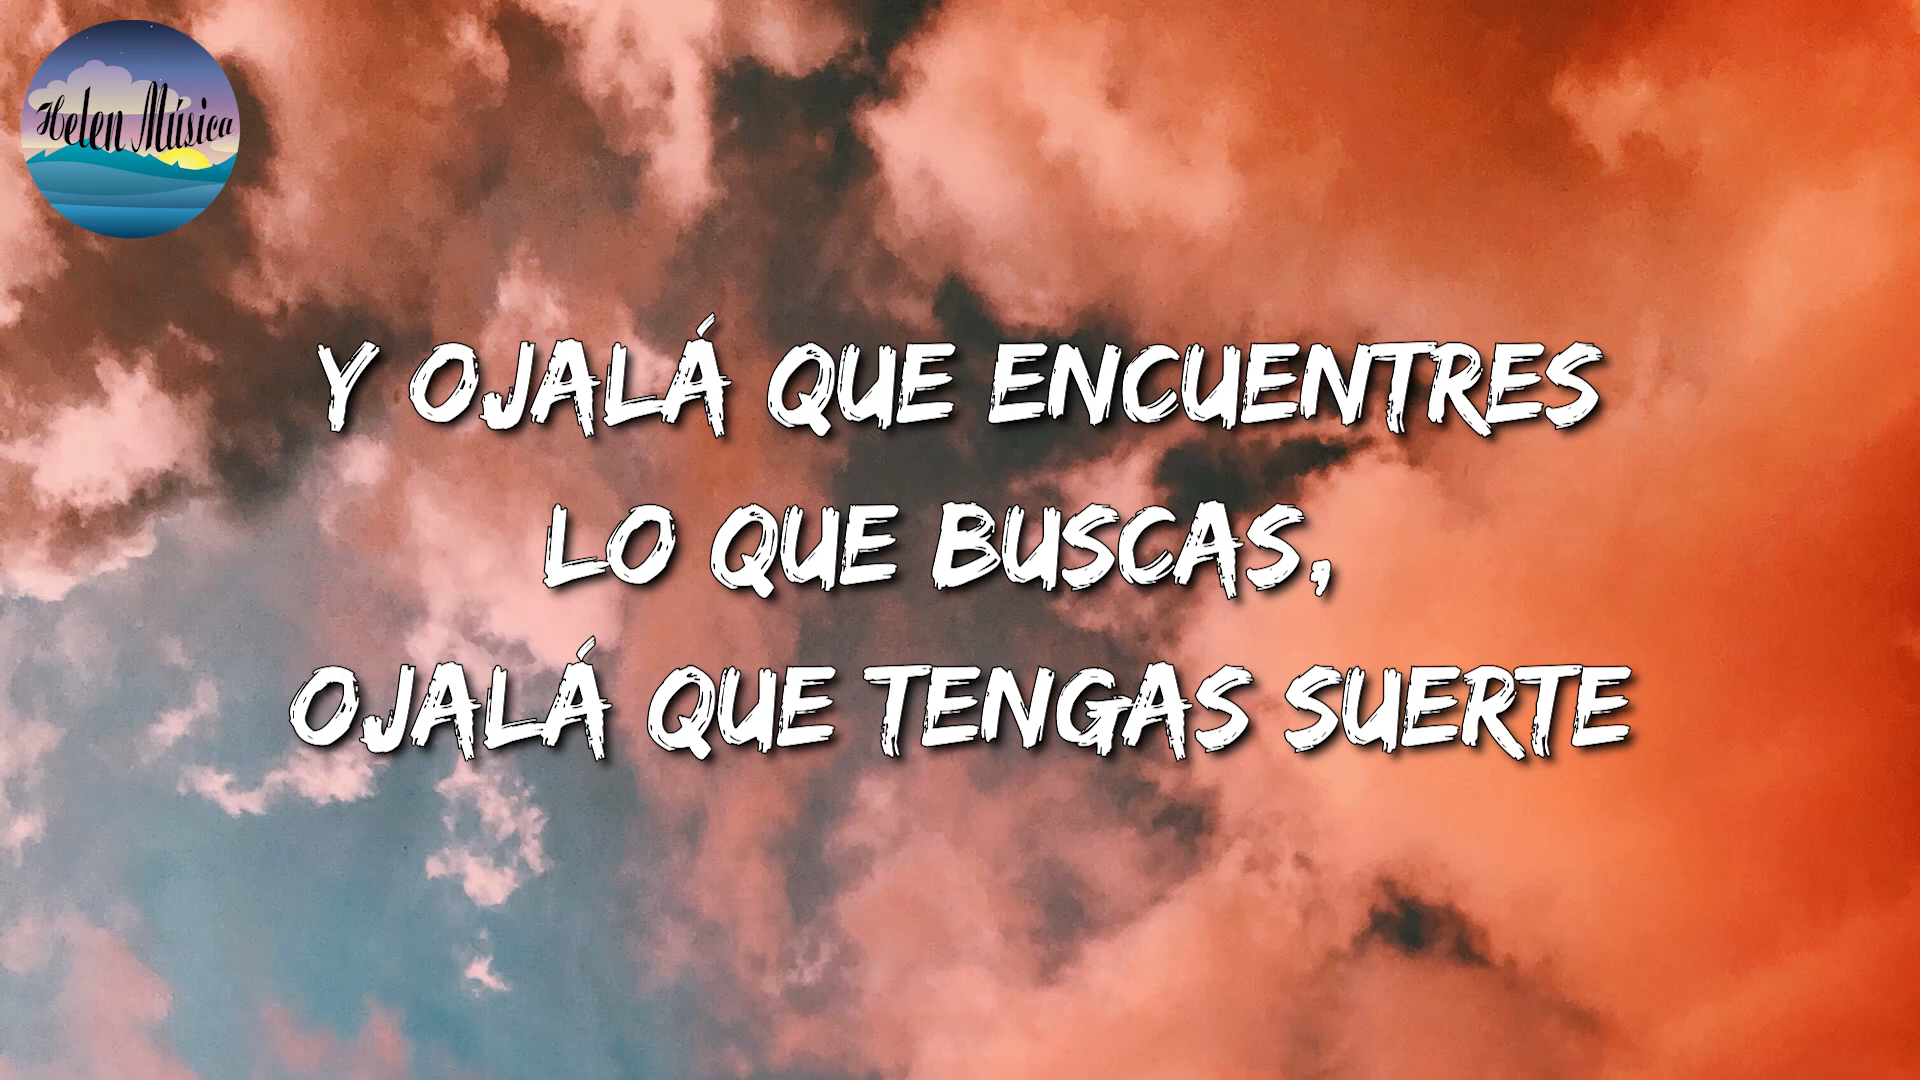 Helen Música
Y OJALÁ QUE ENCUENTRES
LO QUE BUSCAS,
OJALÁ QUE TENGAS SUERTE